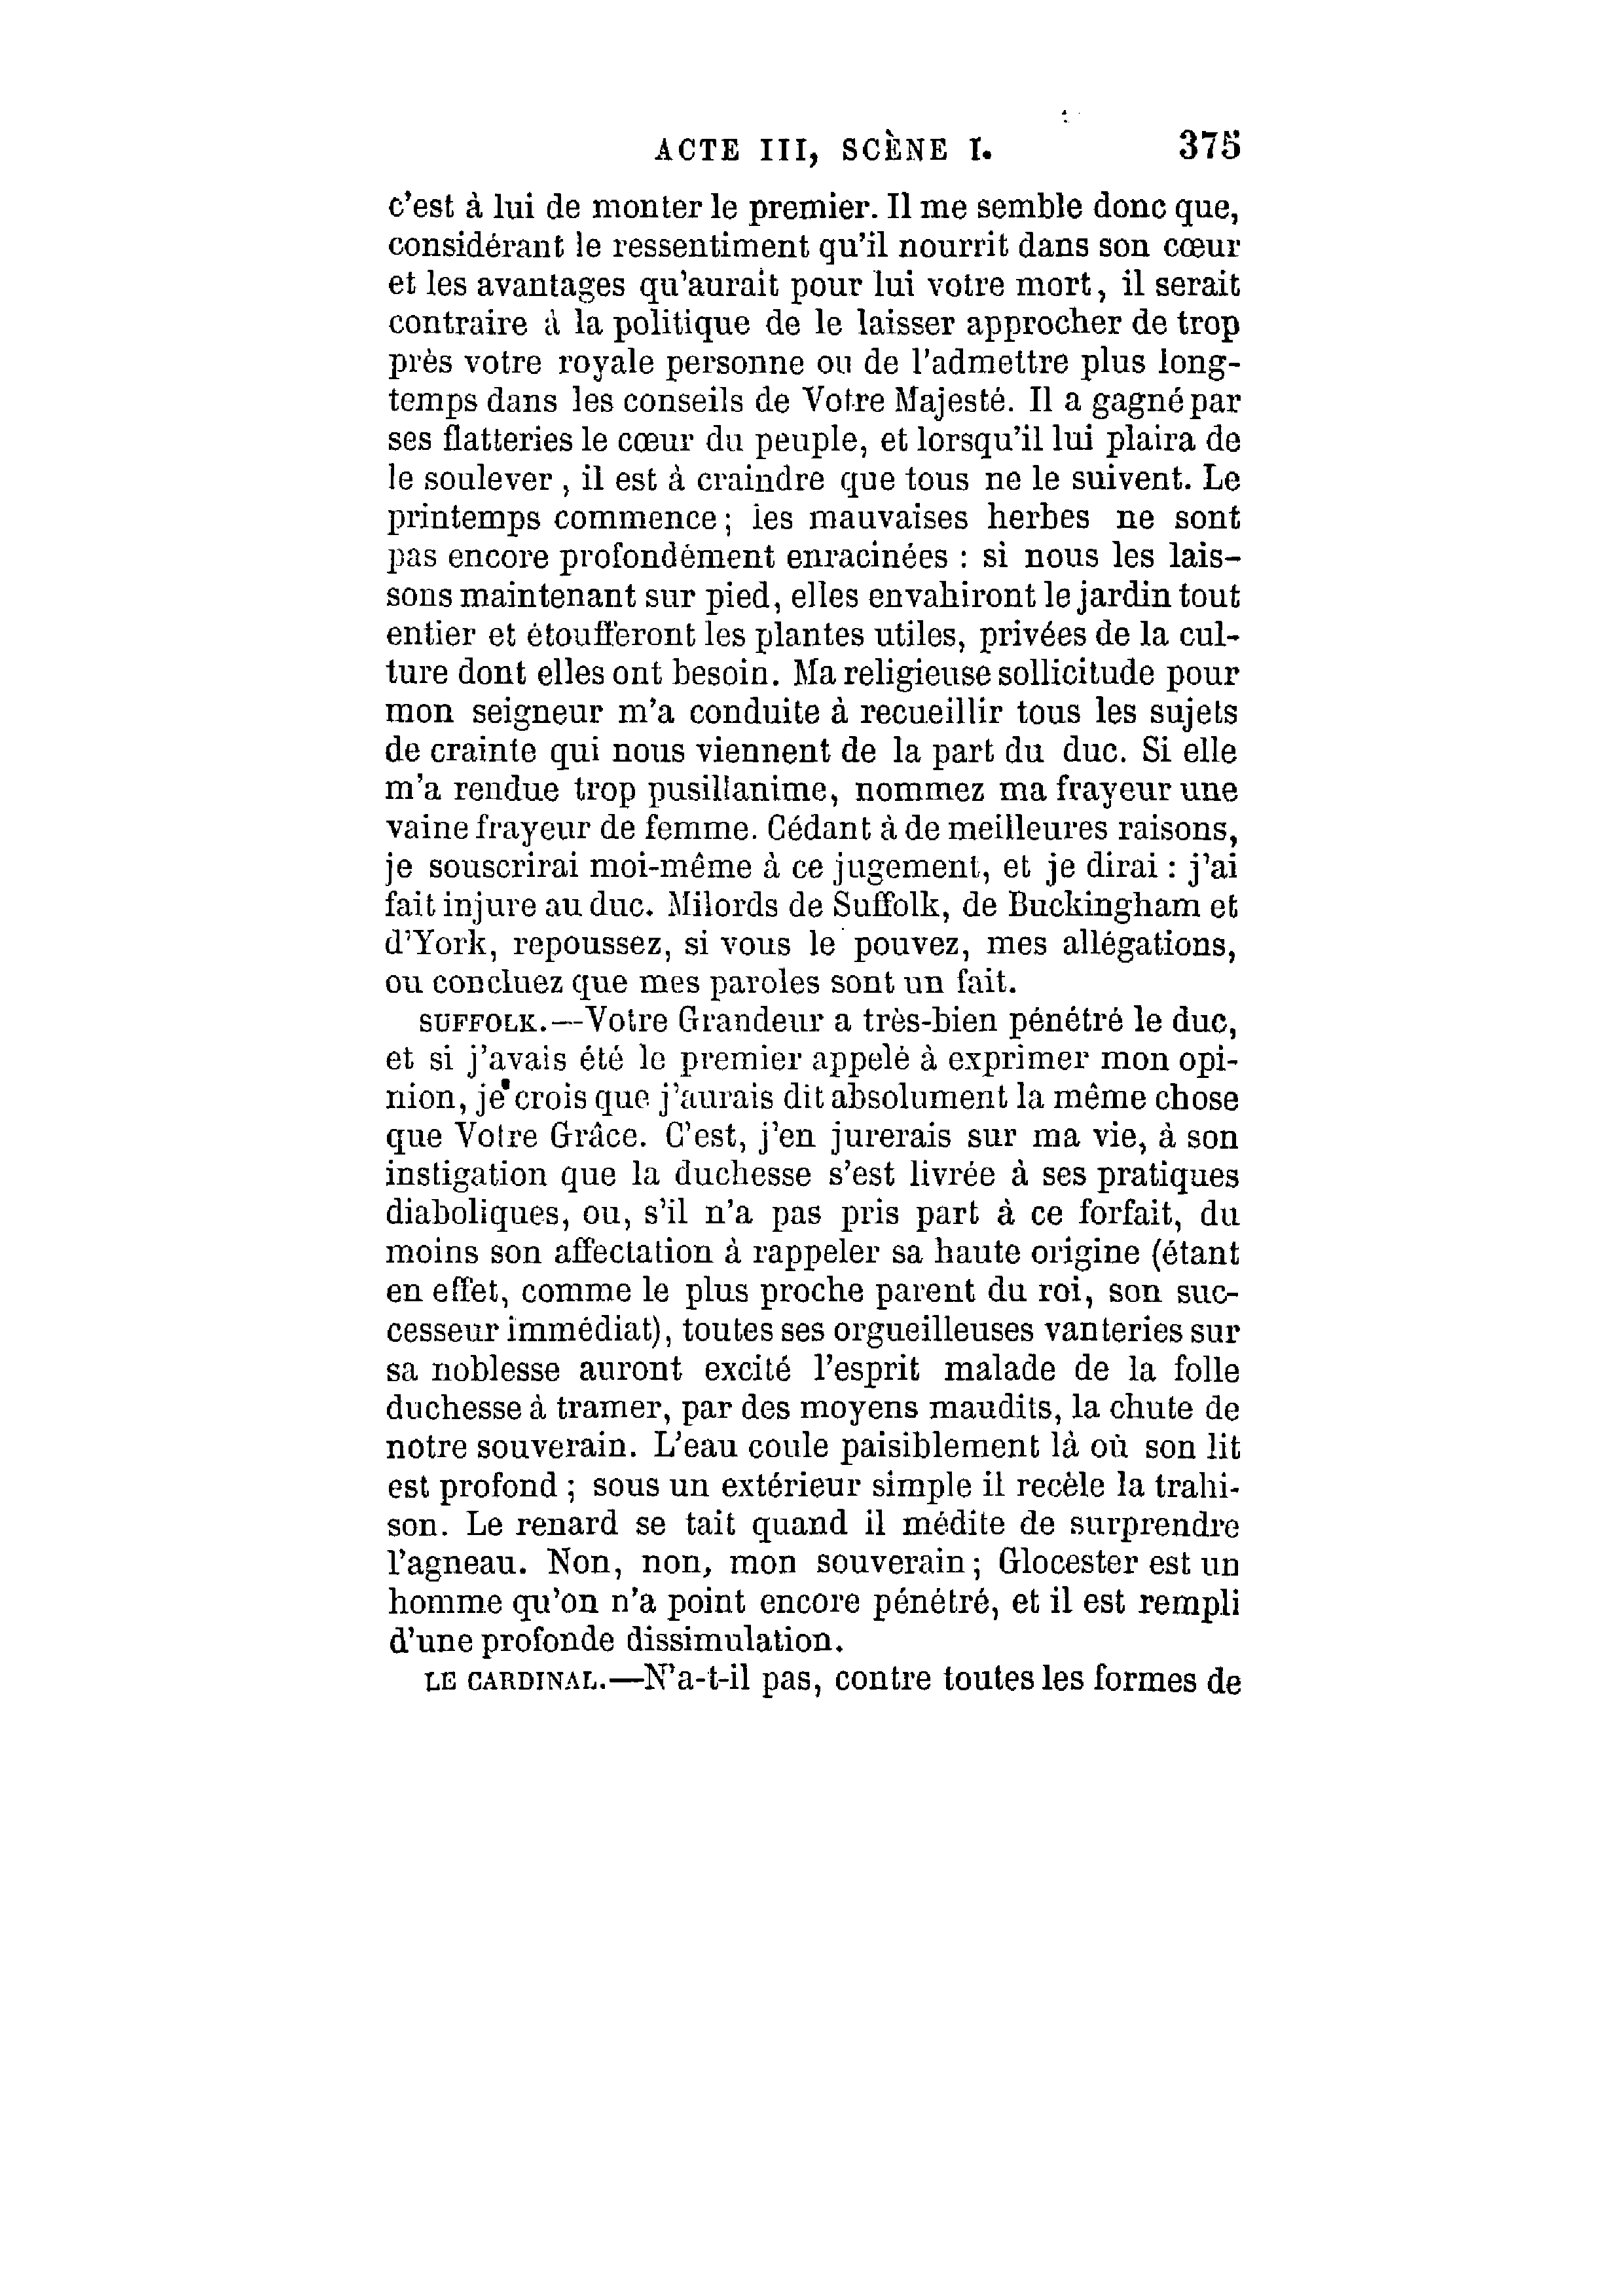 ACTE III, SCÈNE I. 375
c'est à lui de monter le premier. Il me semble donc que,
considérant le ressentiment qu'il nourrit dans son cœur
et les avantages qu'aurait pour lui votre mort, il serait
contraire à la politique de le laisser approcher de trop
près votre royale personne ou de l'admettre plus long-
temps dans les conseils de Votre Majesté. Il a gagné par
ses flatteries le cœur du peuple, et lorsqu'il lui plaira de
le soulever, il est à craindre que tous ne le suivent. Le
printemps commence; les mauvaises herbes ne sont
pas encore profondément enracinées : si nous les lais-
sons maintenant sur pied, elles envahiront le jardin tout
entier et étoufferont les plantes utiles, privées de la cul-
ture dont elles ont besoin. Ma religieuse sollicitude pour
mon seigneur m'a conduite à recueillir tous les sujets
de crainte qui nous viennent de la part du duc. Si elle
m'a rendue trop pusillanime, nommez ma frayeur une
vaine frayeur de femme. Cédant à de meilleures raisons,
je souscrirai moi-même à ce jugement, et je dirai : j'ai
fait injure au duc. Milords de Suffolk, de Buckingham et
d'York, repoussez, si vous le pouvez, mes allégations,
ou concluez que mes paroles sont un fait.
SUFFOLK.—Votre Grandeur a très-bien pénétré le duc,
et si j'avais été le premier appelé à exprimer mon opi-
nion, je crois que j'aurais dit absolument la même chose
que Votre Grâce. C'est, j'en jurerais sur ma vie, à son
instigation que la duchesse s'est livrée à ses pratiques
diaboliques, ou, s'il n'a pas pris part à ce forfait, du
moins son affectation à rappeler sa haute origine (étant
en effet, comme le plus proche parent du roi, son suc-
cesseur immédiat), toutes ses orgueilleuses vanteries sur
sa noblesse auront excité l'esprit malade de la folle
duchesse à tramer, par des moyens maudits, la chute de
notre souverain. L'eau coule paisiblement là où son lit
est profond ; sous un extérieur simple il recèle la trahi-
son. Le renard se tait quand il médite de surprendre
l'agneau. Non, non, mon souverain; Glocester est un
homme qu'on n'a point encore pénétré, et il est rempli
d'une profonde dissimulation.
LE CARDINAL.—N'a-t-il pas, contre toutes les formes de